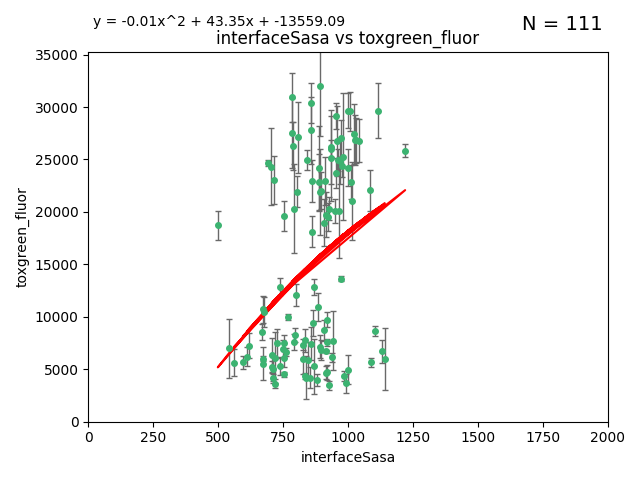 y = -0.01x^2 + 43.35x + -13559.09
N = 111
interfaceSasa vs toxgreen_fluor
toxgreen_fluor
35000
30000
25000
20000
15000
10000
5000
0
0 250 500 750 1000 1250 1500 1750 2000
interfaceSasa